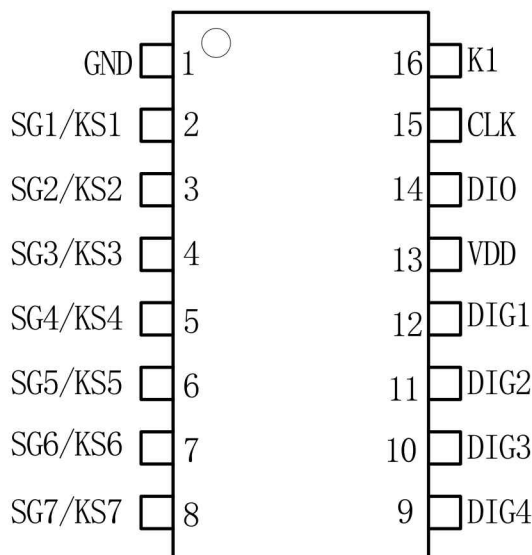 GND 1 16 K1
SG1/KS1 2 15 CLK
SG2/KS2 3 14 DIO
SG3/KS3 4 13 VDD
SG4/KS4 5 12 DIG1
SG5/KS5 6 11 DIG2
SG6/KS6 7 10 DIG3
SG7/KS7 8 9 DIG4